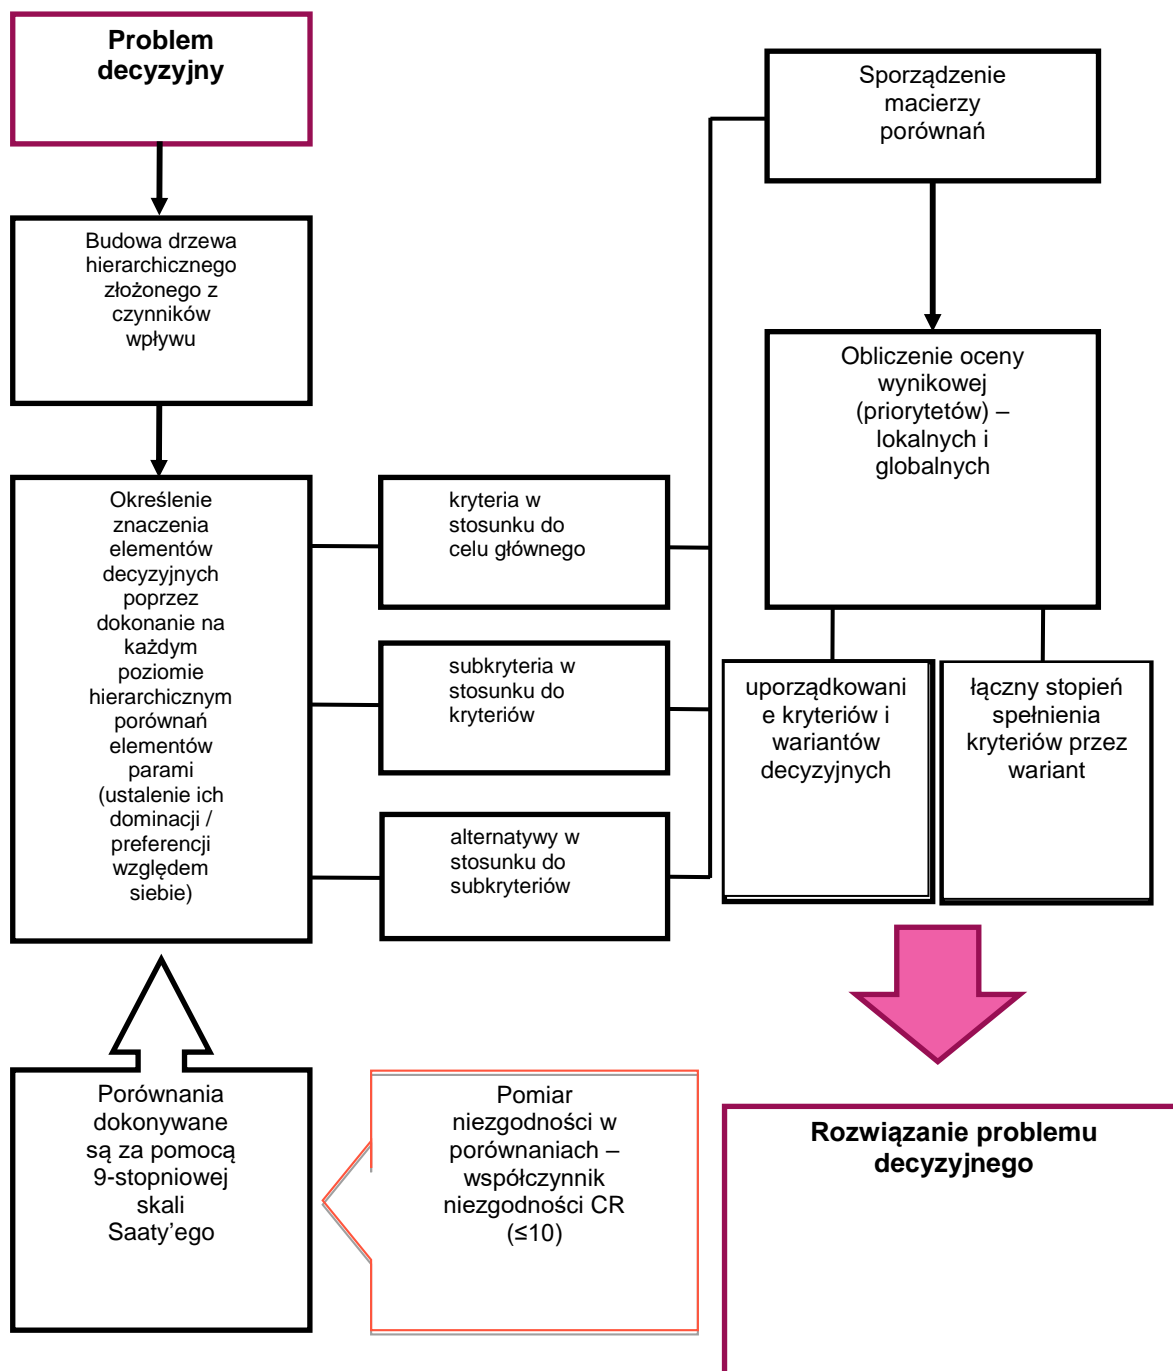 Problem
decyzyjny
Budowa drzewa
hierarchicznego
złożonego z
czynników
wpływu
Określenie
znaczenia
elementów
decyzyjnych
poprzez
dokonanie na
każdym
poziomie
hierarchicznym
porównań
elementów
parami
(ustalenie ich
dominacji /
preferencji
względem
siebie)
Porównania
dokonywane
są za pomocą
9-stopniowej
skali
Saaty’ego
Pomiar
niezgodności w
porównaniach –
współczynnik
niezgodności CR
(≤10)
kryteria w
stosunku do
celu głównego
subkryteria w
stosunku do
kryteriów
alternatywy w
stosunku do
subkryteriów
Sporządzenie
macierzy
porównań
Obliczenie oceny
wynikowej
(priorytetów) –
lokalnych i
globalnych
uporządkowani
e kryteriów i
wariantów
decyzyjnych
łączny stopień
spełnienia
kryteriów przez
wariant
Rozwiązanie problemu
decyzyjnego